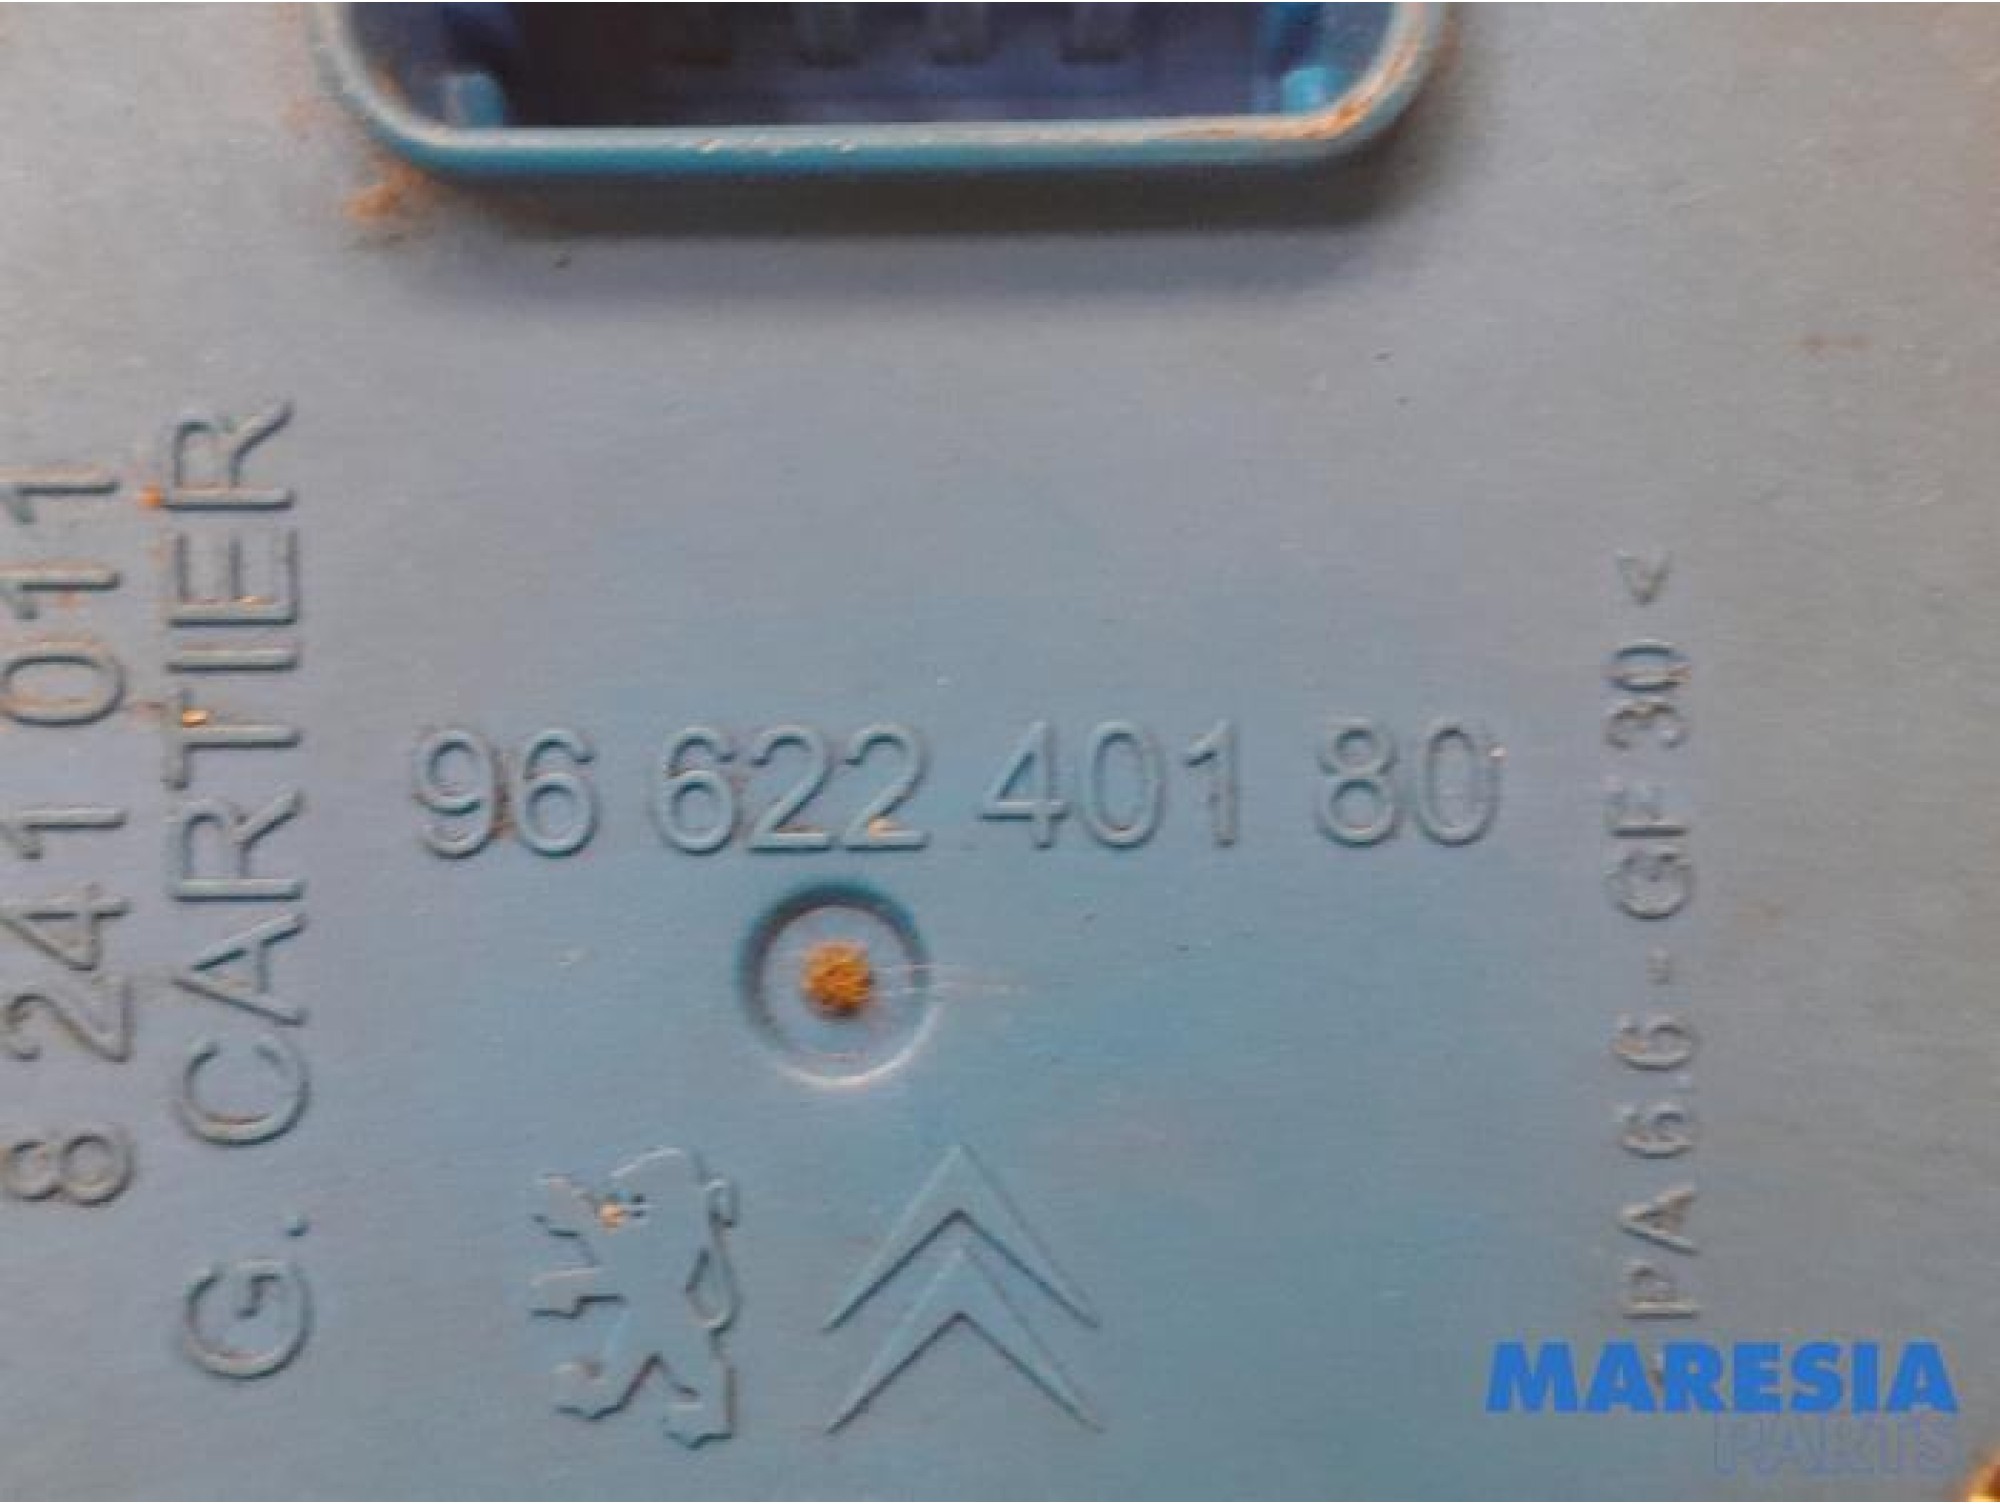 8 241 011
G. CARTIER
96 622 401 80
PA 6.6 - GF 30 <
MARESIA
PARTS